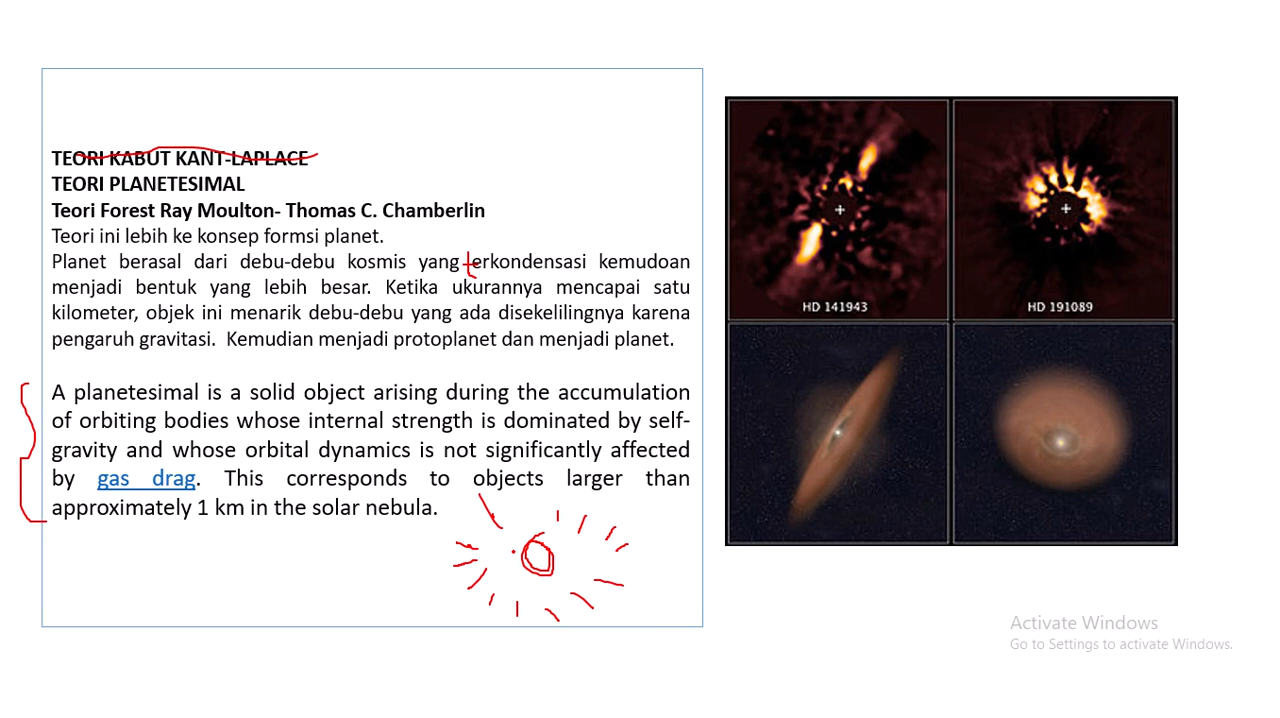 TEORI KABUT KANT-LAPLACE
TEORI PLANETESIMAL
Teori Forest Ray Moulton- Thomas C. Chamberlin
Teori ini lebih ke konsep formsi planet.
Planet berasal dari debu-debu kosmis yang terkondensasi kemudoan
menjadi bentuk yang lebih besar. Ketika ukurannya mencapai satu
kilometer, objek ini menarik debu-debu yang ada disekelilingnya karena
pengaruh gravitasi. Kemudian menjadi protoplanet dan menjadi planet.
A planetesimal is a solid object arising during the accumulation
of orbiting bodies whose internal strength is dominated by self-
gravity and whose orbital dynamics is not significantly affected
by gas drag. This corresponds to objects larger than
approximately 1 km in the solar nebula.
HD 141943
HD 191089
Activate Windows
Go to Settings to activate Windows.